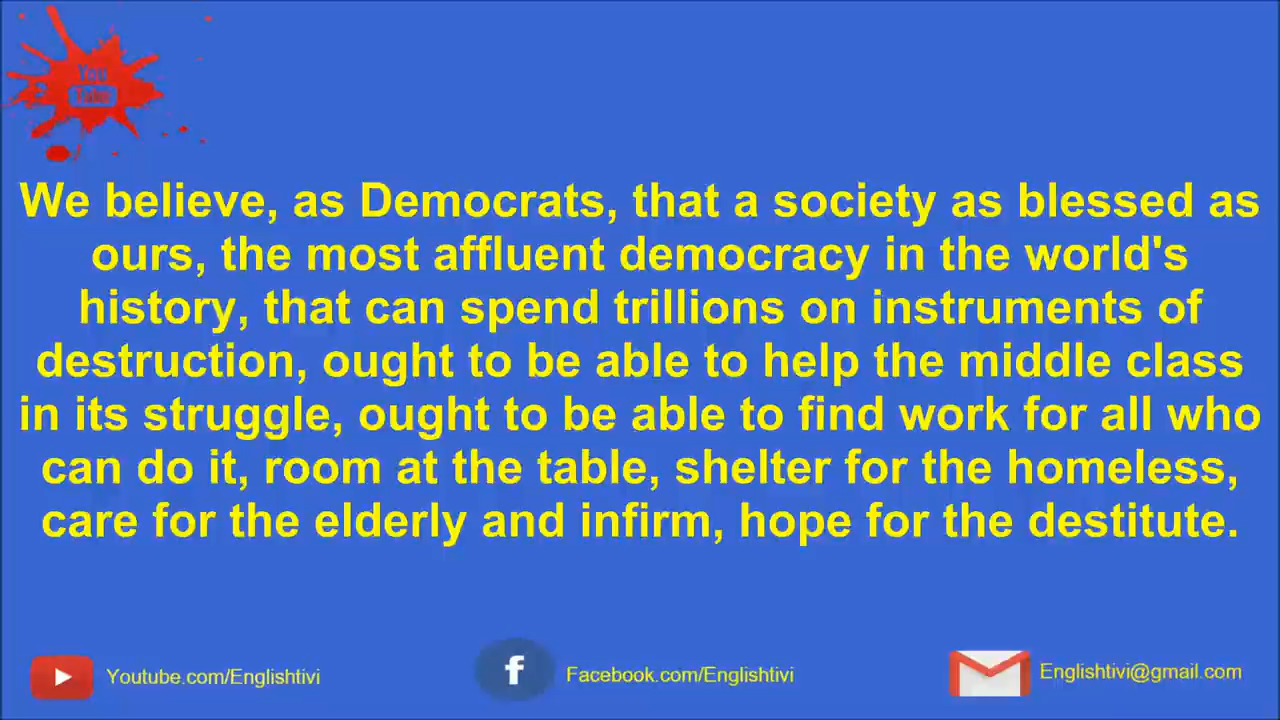 You
Tube
We believe, as Democrats, that a society as blessed as
ours, the most affluent democracy in the world's
history, that can spend trillions on instruments of
destruction, ought to be able to help the middle class
in its struggle, ought to be able to find work for all who
can do it, room at the table, shelter for the homeless,
care for the elderly and infirm, hope for the destitute.
Youtube.com/Englishtivi
f
Facebook.com/Englishtivi
Englishtivi@gmail.com